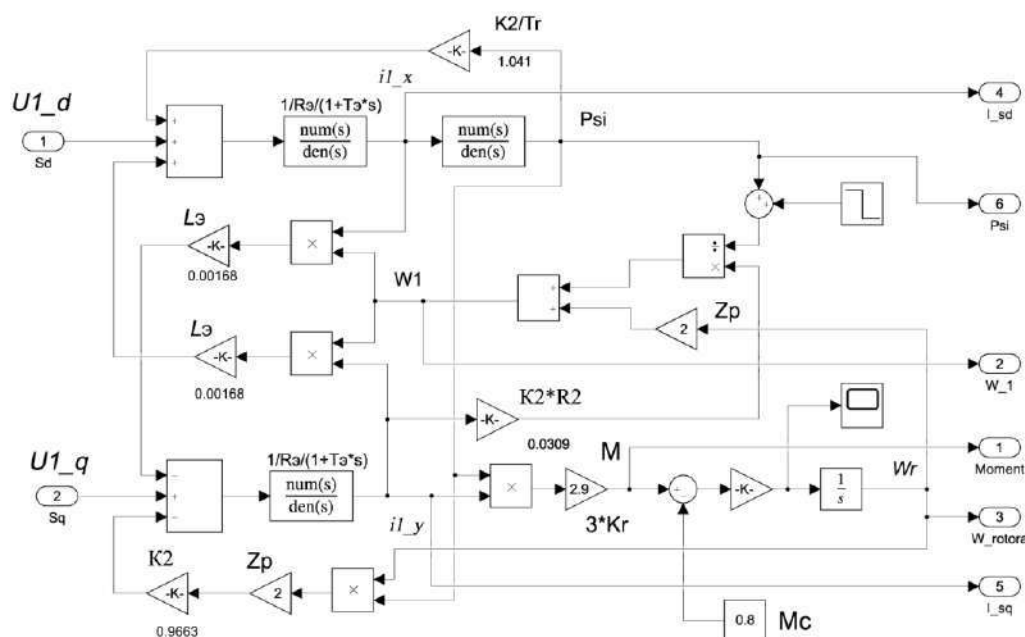 K2/Tr
-K-
1.041
i1_x
U1_d
1
Sd
+
+
+
1/Rэ/(1+Tэ*s)
num(s)
den(s)
num(s)
den(s)
Psi
4
I_sd
+
+
6
Psi
Lэ
-K-
0.00168
×
W1
+
+
÷
×
Zp
2
Lэ
-K-
0.00168
×
2
W_1
K2*R2
-K-
0.0309
U1_q
2
Sq
−
+
−
1/Rэ/(1+Tэ*s)
num(s)
den(s)
i1_y
×
2.9
3*Kr
M
-K-
1
s
Wr
1
Moment
3
W_rotora
K2
-K-
0.9663
Zp
2
×
5
I_sq
0.8
Mc